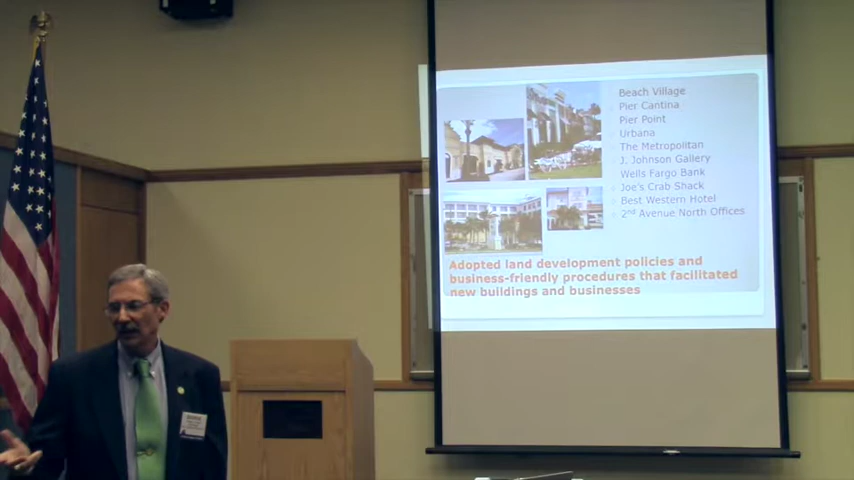 Beach Village
Pier Cantina
Pier Point
Urbana
The Metropolitan
J. Johnson Gallery
Wells Fargo Bank
Joe's Crab Shack
Best Western Hotel
2nd Avenue North Offices
Adopted land development policies and
business-friendly procedures that facilitated
new buildings and businesses